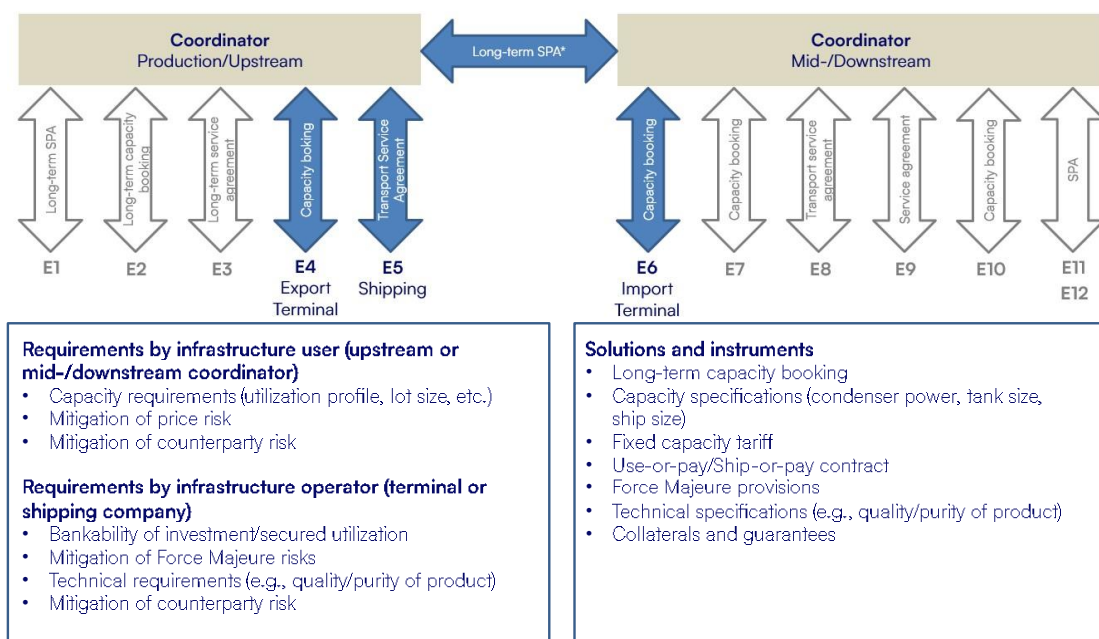 Coordinator
Production/Upstream
Long-term SPA*
Coordinator
Mid-/Downstream
Long-term SPA
Long-term capacity
booking
Long-term service
agreement
Capacity boking
Transport Service
Agreement
Capacity booking
Capacity booking
Transport service
agreement
Service agreement
Capacity booking
SPA
E1
E2
E3
E4
Export
Terminal
E5
Shipping
E6
Import
Terminal
E7
E8
E9
E10
E11
E12
Requirements by infrastructure user (upstream or
mid-/downstream coordinator)
• Capacity requirements (utilization profile, lot size, etc.)
• Mitigation of price risk
• Mitigation of counterparty risk
Requirements by infrastructure operator (terminal or
shipping company)
• Bankability of investment/secured utilization
• Mitigation of Force Majeure risks
• Technical requirements (e.g., quality/purity of product)
• Mitigation of counterparty risk
Solutions and instruments
• Long-term capacity booking
• Capacity specifications (condenser power, tank size,
ship size)
• Fixed capacity tariff
• Use-or-pay/Ship-or-pay contract
• Force Majeure provisions
• Technical specifications (e.g., quality/purity of product)
• Collaterals and guarantees